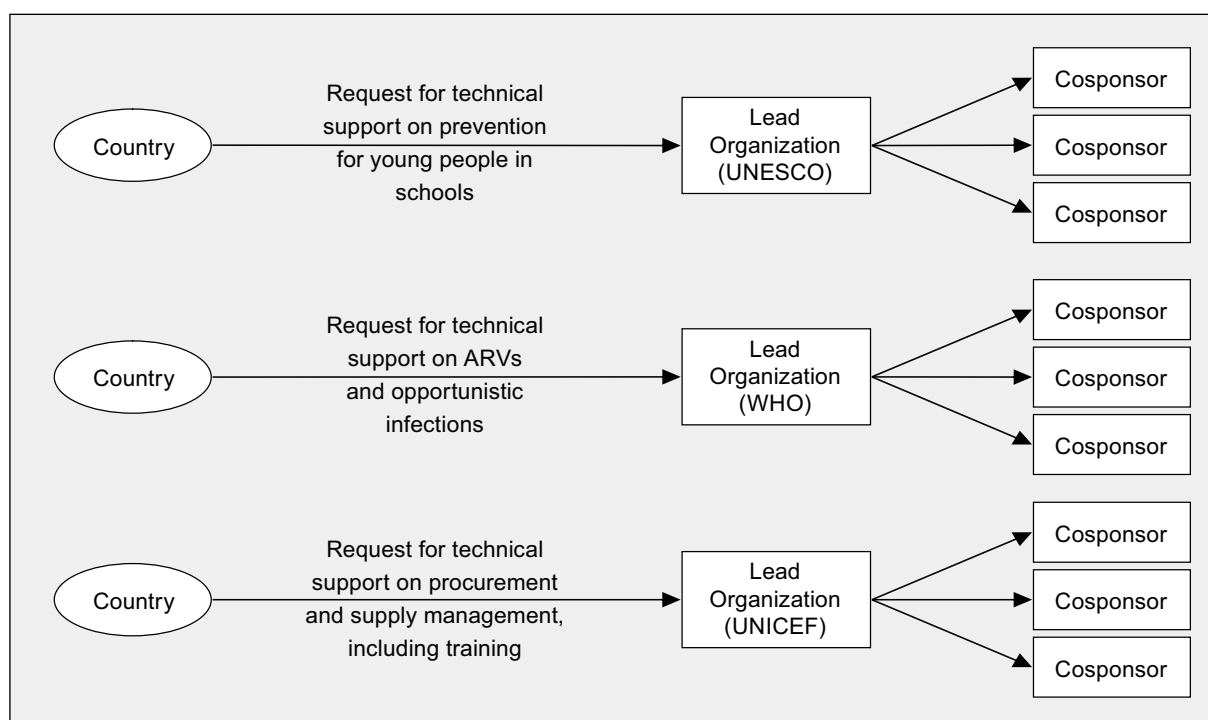 Country
Request for technical
support on prevention
for young people in
schools
Lead
Organization
(UNESCO)
Cosponsor
Cosponsor
Cosponsor
Country
Request for technical
support on ARVs
and opportunistic
infections
Lead
Organization
(WHO)
Cosponsor
Cosponsor
Cosponsor
Country
Request for technical
support on procurement
and supply management,
including training
Lead
Organization
(UNICEF)
Cosponsor
Cosponsor
Cosponsor